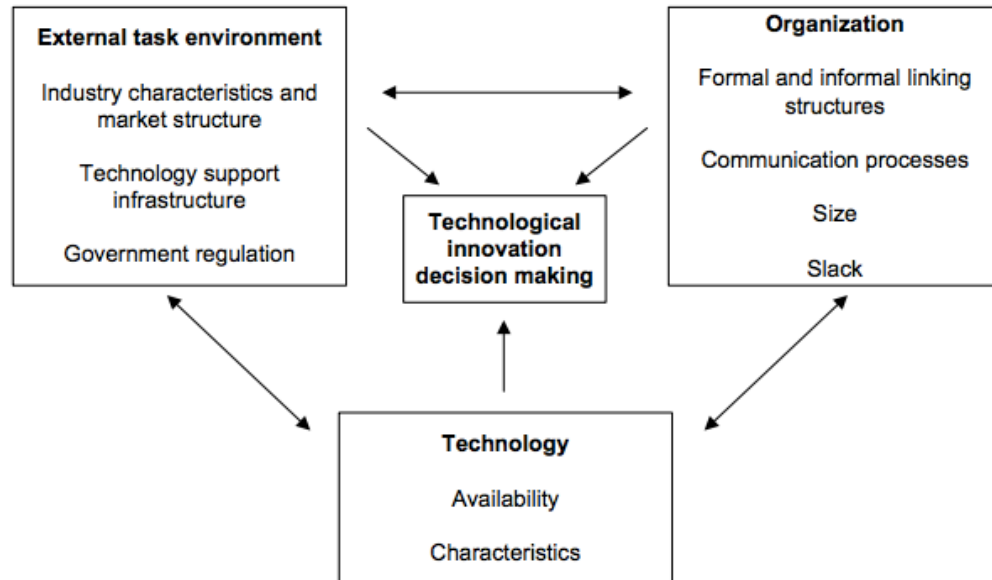 External task environment
Industry characteristics and
market structure
Technology support
infrastructure
Government regulation
Organization
Formal and informal linking
structures
Communication processes
Size
Slack
Technological
innovation
decision making
Technology
Availability
Characteristics